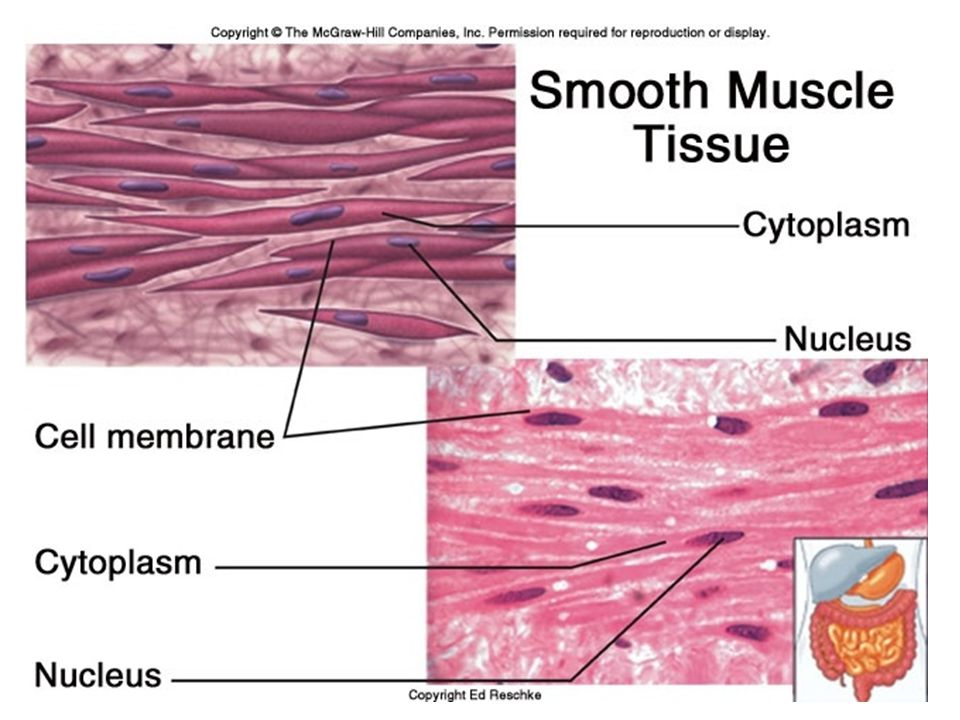 Copyright © The McGraw-Hill Companies, Inc. Permission required for reproduction or display.
Smooth Muscle
Tissue
Cytoplasm
Nucleus
Cell membrane
Cytoplasm
Nucleus
Copyright Ed Reschke